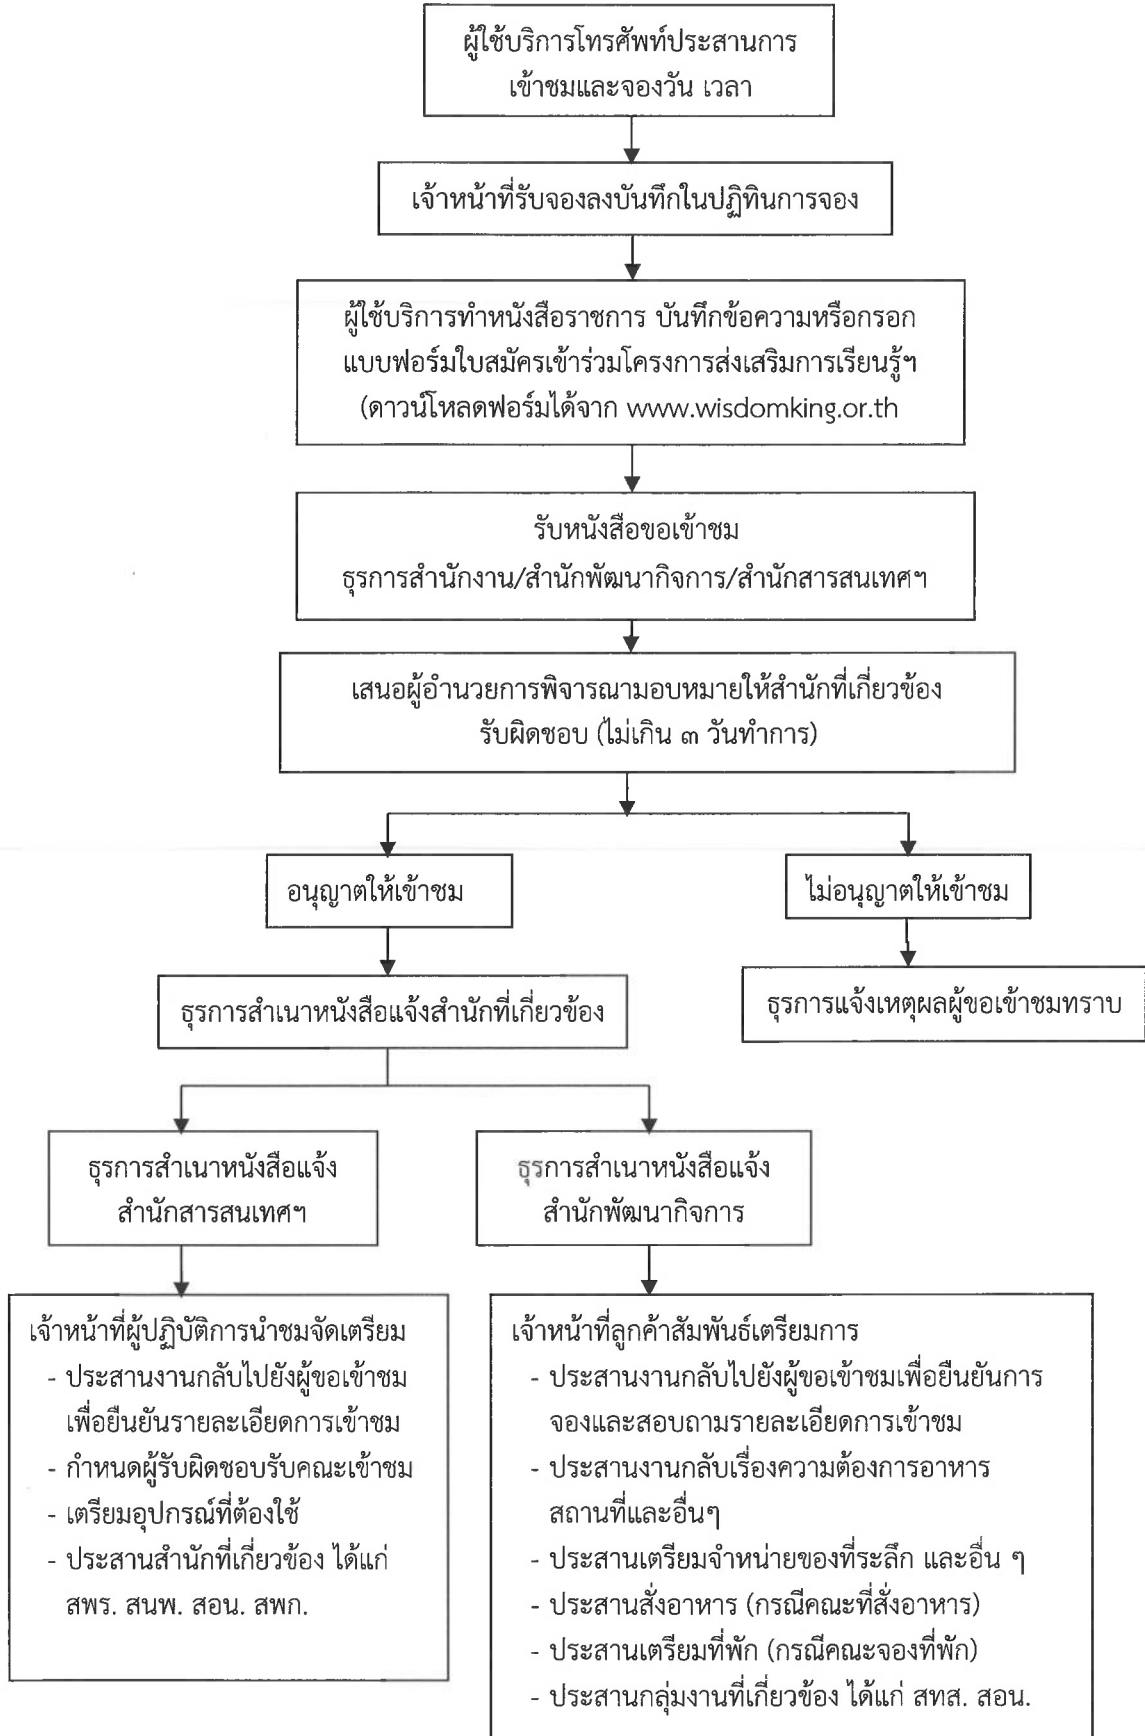 ผู้ใช้บริการโทรศัพท์ประสานการ
เข้าชมและจองวัน เวลา
เจ้าหน้าที่รับจองลงบันทึกในปฏิทินการจอง
ผู้ใช้บริการทำหนังสือราชการ บันทึกข้อความหรือกรอก
แบบฟอร์มใบสมัครเข้าร่วมโครงการส่งเสริมการเรียนรู้ฯ
(ดาวน์โหลดฟอร์มได้จาก www.wisdomking.or.th
รับหนังสือขอเข้าชม
ธุรการสำนักงาน/สำนักพัฒนากิจการ/สำนักสารสนเทศฯ
เสนอผู้อำนวยการพิจารณามอบหมายให้สำนักที่เกี่ยวข้อง
รับผิดชอบ (ไม่เกิน ๓ วันทำการ)
อนุญาตให้เข้าชม
ไม่อนุญาตให้เข้าชม
ธุรการสำเนาหนังสือแจ้งสำนักที่เกี่ยวข้อง
ธุรการแจ้งเหตุผลผู้ขอเข้าชมทราบ
ธุรการสำเนาหนังสือแจ้ง
สำนักสารสนเทศฯ
ธุรการสำเนาหนังสือแจ้ง
สำนักพัฒนากิจการ
เจ้าหน้าที่ผู้ปฏิบัติการนำชมจัดเตรียม
- ประสานงานกลับไปยังผู้ขอเข้าชม
เพื่อยืนยันรายละเอียดการเข้าชม
- กำหนดผู้รับผิดชอบรับคณะเข้าชม
- เตรียมอุปกรณ์ที่ต้องใช้
- ประสานสำนักที่เกี่ยวข้อง ได้แก่
สพร. สนพ. สอน. สพก.
เจ้าหน้าที่ลูกค้าสัมพันธ์เตรียมการ
- ประสานงานกลับไปยังผู้ขอเข้าชมเพื่อยืนยันการ
จองและสอบถามรายละเอียดการเข้าชม
- ประสานงานกลับเรื่องความต้องการอาหาร
สถานที่และอื่นๆ
- ประสานเตรียมจำหน่ายของที่ระลึก และอื่น ๆ
- ประสานสั่งอาหาร (กรณีคณะที่สั่งอาหาร)
- ประสานเตรียมที่พัก (กรณีคณะจองที่พัก)
- ประสานกลุ่มงานที่เกี่ยวข้อง ได้แก่ สทส. สอน.